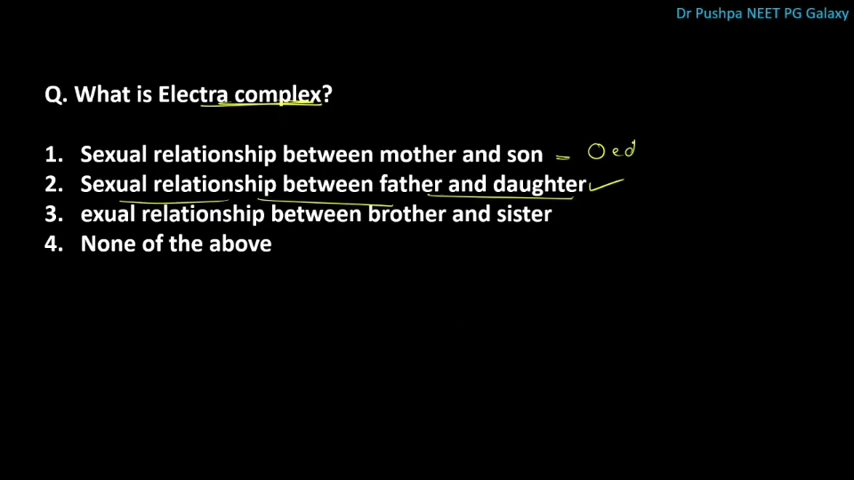 Dr Pushpa NEET PG Galaxy
Q. What is Electra complex?
1. Sexual relationship between mother and son = Oed
2. Sexual relationship between father and daughter
3. exual relationship between brother and sister
4. None of the above